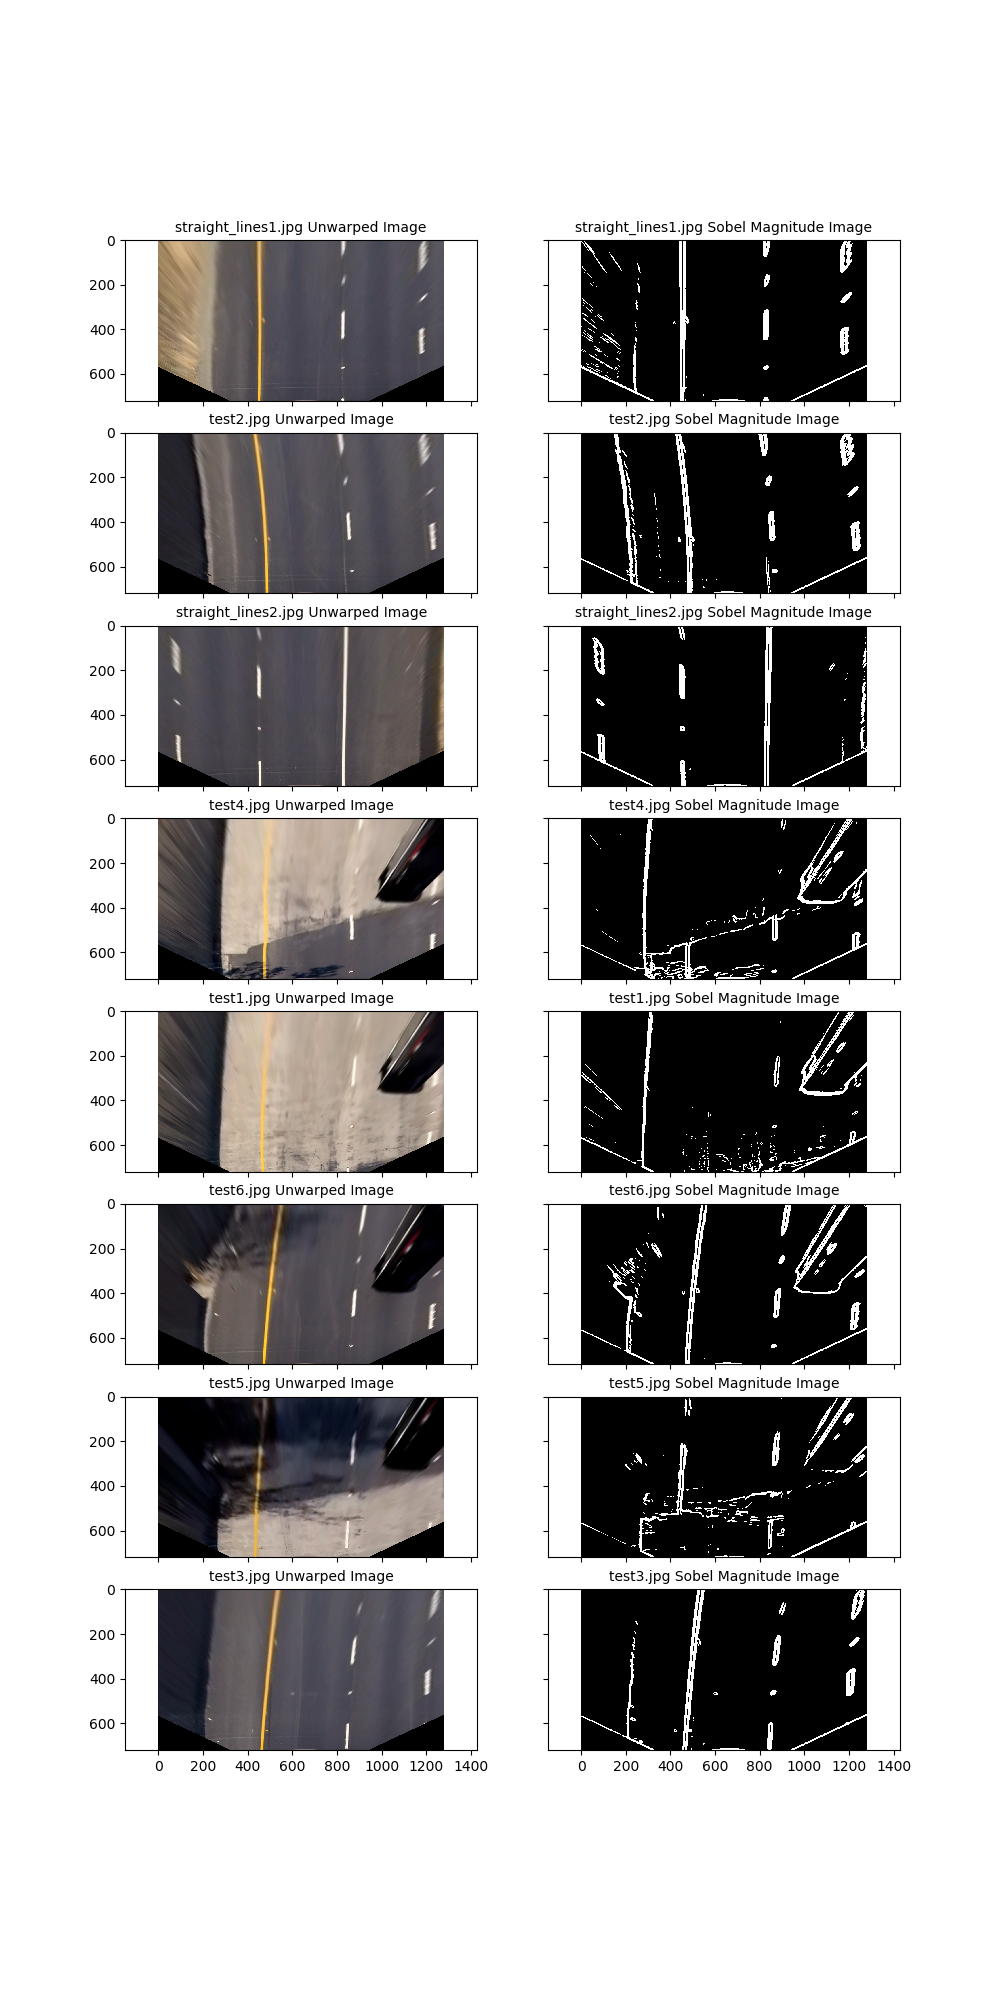 straight_lines1.jpg Unwarped Image
straight_lines1.jpg Sobel Magnitude Image
0
200
400
600
test2.jpg Unwarped Image
test2.jpg Sobel Magnitude Image
0
200
400
600
straight_lines2.jpg Unwarped Image
straight_lines2.jpg Sobel Magnitude Image
0
200
400
600
test4.jpg Unwarped Image
test4.jpg Sobel Magnitude Image
0
200
400
600
test1.jpg Unwarped Image
test1.jpg Sobel Magnitude Image
0
200
400
600
test6.jpg Unwarped Image
test6.jpg Sobel Magnitude Image
0
200
400
600
test5.jpg Unwarped Image
test5.jpg Sobel Magnitude Image
0
200
400
600
test3.jpg Unwarped Image
test3.jpg Sobel Magnitude Image
0
200
400
600
0 200 400 600 800 1000 1200 1400
0 200 400 600 800 1000 1200 1400